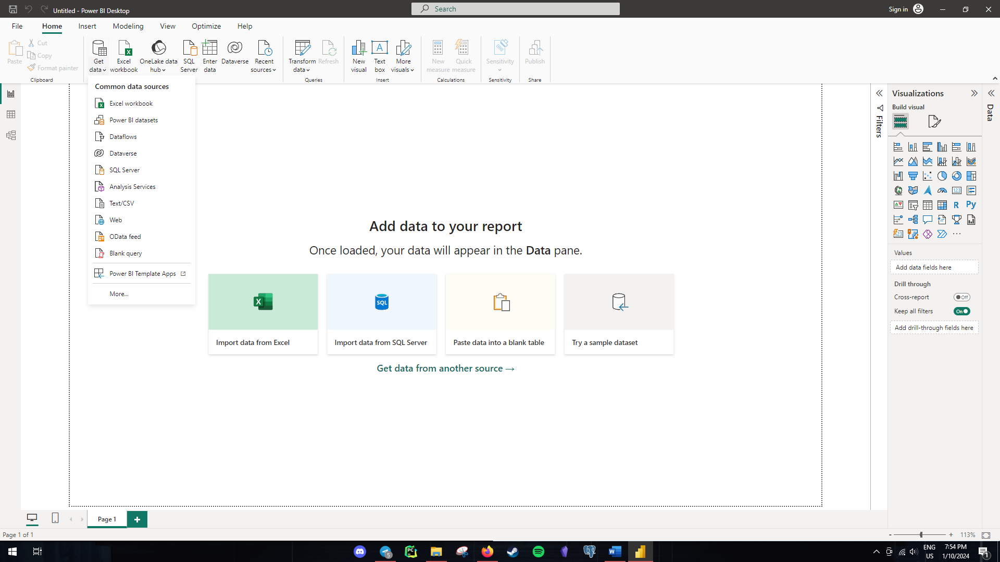 Untitled - Power BI Desktop
Search
Sign in
File
Home
Insert
Modeling
View
Optimize
Help
Paste
Cut
Copy
Format painter
Clipboard
Get
data
Excel
workbook
OneLake data
hub
SQL
Server
Enter
data
Dataverse
Recent
sources
Transform
data
Refresh
Queries
New
visual
A
Text
box
More
visuals
Insert
New
measure
Quick
measure
Calculations
Sensitivity
Sensitivity
Publish
Share
Common data sources
Excel workbook
Power BI datasets
Dataflows
Dataverse
SQL Server
Analysis Services
Text/CSV
Web
OData feed
Blank query
Power BI Template Apps
More...
Add data to your report
Once loaded, your data will appear in the Data pane.
X
SQL
Import data from Excel
Import data from SQL Server
Paste data into a blank table
Try a sample dataset
Get data from another source →
Filters
Visualizations
Build visual
123
R
Py
123
...
Values
Add data fields here
Drill through
Cross-report
Off
Keep all filters
On
Add drill-through fields here
Data
Page 1
+
Page 1 of 1
-
+
113%
5
PC
W
ENG
US
7:54 PM
1/10/2024
1